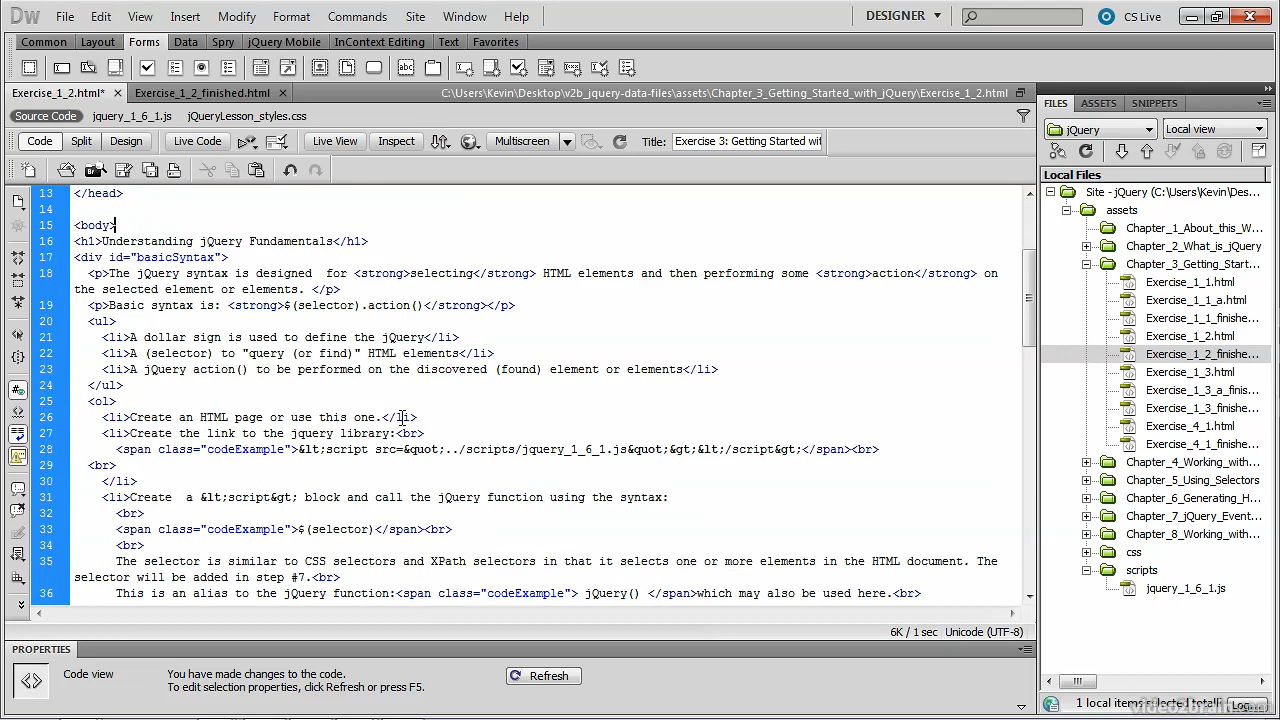 Dw File Edit View Insert Modify Format Commands Site Window Help DESIGNER CS Live
Common Layout Forms Data Spry jQuery Mobile InContext Editing Text Favorites
Exercise_1_2.html* Exercise_1_2_finished.html C:\Users\Kevin\Desktop\v2b_jquery-data-files\assets\Chapter_3_Getting_Started_with_jQuery\Exercise_1_2.html
Source Code jquery_1_6_1.js jQueryLesson_styles.css
Code Split Design Live Code Live View Inspect Multiscreen Title: Exercise 3: Getting Started wit
13 </head>
14
15 <body>
16 <h1>Understanding jQuery Fundamentals</h1>
17 <div id="basicSyntax">
18 <p>The jQuery syntax is designed  for <strong>selecting</strong> HTML elements and then performing some <strong>action</strong> on
the selected element or elements. </p>
19 <p>Basic syntax is: <strong>$(selector).action()</strong></p>
20 <ul>
21 <li>A dollar sign is used to define the jQuery</li>
22 <li>A (selector) to "query (or find)" HTML elements</li>
23 <li>A jQuery action() to be performed on the discovered (found) element or elements</li>
24 </ul>
25 <ol>
26 <li>Create an HTML page or use this one.</li>
27 <li>Create the link to the jquery library:<br>
28 <span class="codeExample">&lt;script src=&quot;../scripts/jquery_1_6_1.js&quot;&gt;&lt;/script&gt;</span><br>
29 <br>
30 </li>
31 <li>Create  a &lt;script&gt; block and call the jQuery function using the syntax:
32 <br>
33 <span class="codeExample">$(selector)</span><br>
34 <br>
35 The selector is similar to CSS selectors and XPath selectors in that it selects one or more elements in the HTML document. The
selector will be added in step #7.<br>
36 This is an alias to the jQuery function:<span class="codeExample"> jQuery() </span>which may also be used here.<br>
6K / 1 sec Unicode (UTF-8)
PROPERTIES
Code view You have made changes to the code. Refresh
To edit selection properties, click Refresh or press F5.
FILES ASSETS SNIPPETS
jQuery Local view
Local Files
Site - jQuery (C:\Users\Kevin\Des...
assets
Chapter_1_About_this_W...
Chapter_2_What_is_jQuery
Chapter_3_Getting_Start...
Exercise_1_1.html
Exercise_1_1_a.html
Exercise_1_1_finishe...
Exercise_1_2.html
Exercise_1_2_finishe...
Exercise_1_3.html
Exercise_1_3_a_finis...
Exercise_1_3_finishe...
Exercise_4_1.html
Exercise_4_1_finishe...
Chapter_4_Working_with...
Chapter_5_Using_Selectors
Chapter_6_Generating_H...
Chapter_7_jQuery_Event...
Chapter_8_Working_with...
css
scripts
jquery_1_6_1.js
1 local items selected totalli Log...
video2brain.com